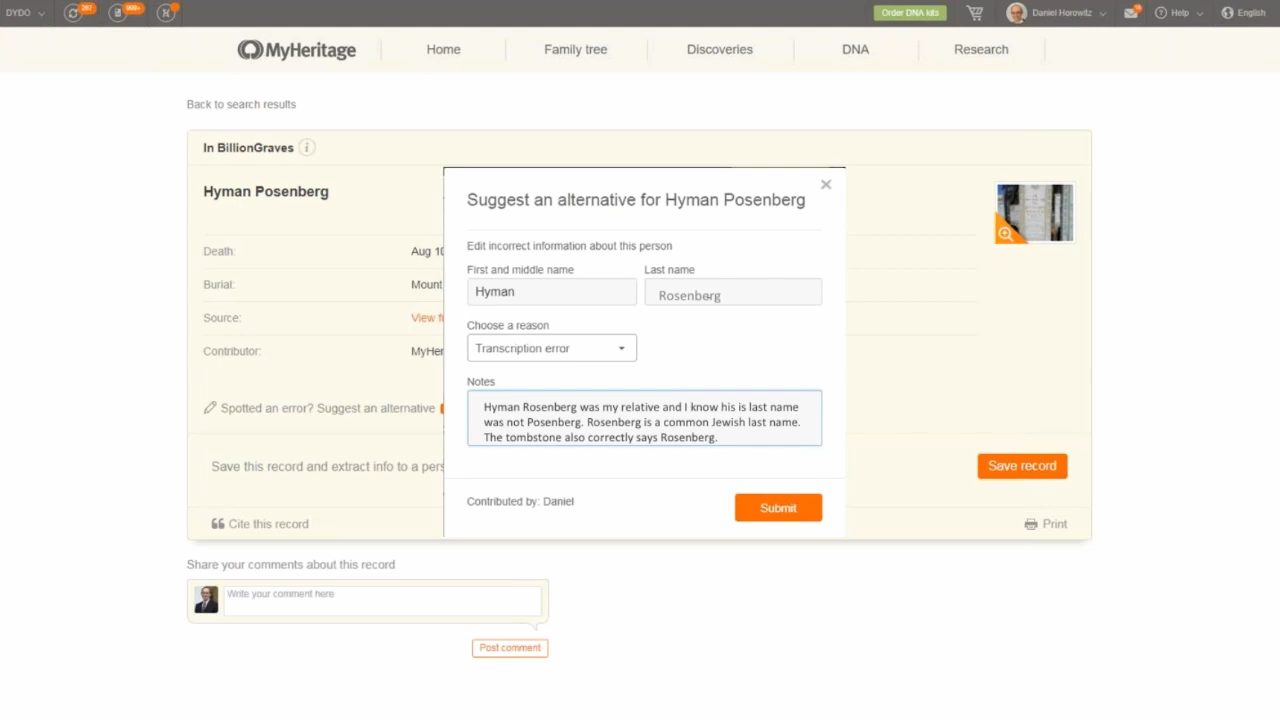 DYDO
267
999+
Order DNA kits
Daniel Horowitz
Help
English
MyHeritage
Home
Family tree
Discoveries
DNA
Research
Back to search results
In BillionGraves
Hyman Posenberg
Death:
Aug 10
Burial:
Mount
Source:
View fu
Contributor:
MyHer
Spotted an error? Suggest an alternative
Save this record and extract info to a pers
Save record
Cite this record
Print
Suggest an alternative for Hyman Posenberg
Edit incorrect information about this person
First and middle name
Last name
Hyman
Rosenberg
Choose a reason
Transcription error
Notes
Hyman Rosenberg was my relative and I know his is last name
was not Posenberg. Rosenberg is a common Jewish last name.
The tombstone also correctly says Rosenberg.
Contributed by: Daniel
Submit
Share your comments about this record
Write your comment here
Post comment